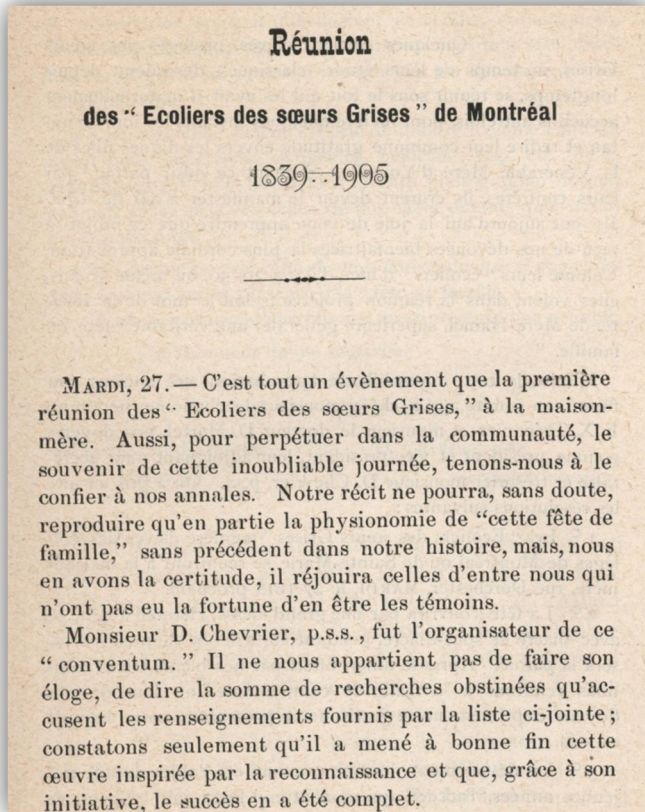 Réunion
des “ Ecoliers des sœurs Grises ” de Montréal
1839..1905
MARDI, 27. — C'est tout un évènement que la première
réunion des “ Ecoliers des sœurs Grises, ” à la maison-
mère. Aussi, pour perpétuer dans la communauté, le
souvenir de cette inoubliable journée, tenons-nous à le
confier à nos annales. Notre récit ne pourra, sans doute,
reproduire qu'en partie la physionomie de “cette fête de
famille,” sans précédent dans notre histoire, mais, nous
en avons la certitude, il réjouira celles d'entre nous qui
n'ont pas eu la fortune d'en être les témoins.
Monsieur D. Chevrier, p.s.s., fut l'organisateur de ce
“ conventum. ” Il ne nous appartient pas de faire son
éloge, de dire la somme de recherches obstinées qu'ac-
cusent les renseignements fournis par la liste ci-jointe ;
constatons seulement qu'il a mené à bonne fin cette
œuvre inspirée par la reconnaissance et que, grâce à son
initiative, le succès en a été complet.